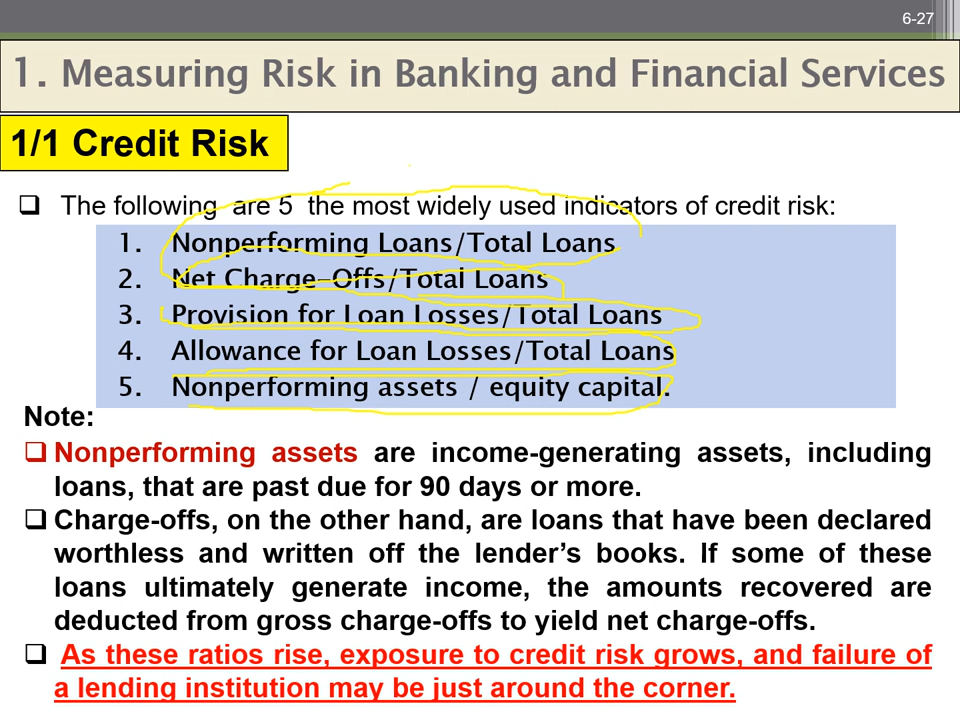 6-27
1. Measuring Risk in Banking and Financial Services
1/1 Credit Risk
❑ The following are 5 the most widely used indicators of credit risk:
1. Nonperforming Loans/Total Loans
2. Net Charge-Offs/Total Loans
3. Provision for Loan Losses/Total Loans
4. Allowance for Loan Losses/Total Loans
5. Nonperforming assets / equity capital.
Note:
❑ Nonperforming assets are income-generating assets, including
loans, that are past due for 90 days or more.
❑ Charge-offs, on the other hand, are loans that have been declared
worthless and written off the lender’s books. If some of these
loans ultimately generate income, the amounts recovered are
deducted from gross charge-offs to yield net charge-offs.
❑ As these ratios rise, exposure to credit risk grows, and failure of
a lending institution may be just around the corner.